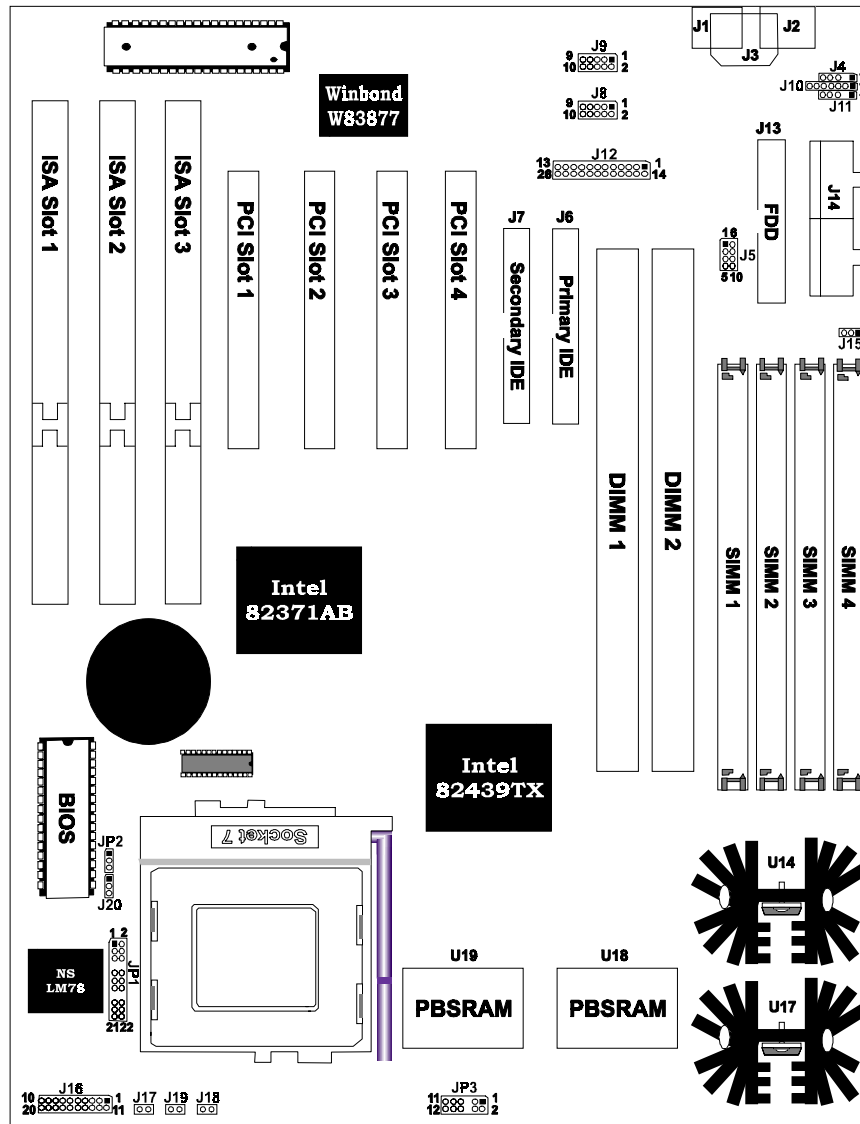 J1
J2
J3
J9
9 1
10 2
J4
J10
J11
Winbond
W83877
J8
9 1
10 2
J13
J12
13 1
26 14
ISA Slot 1
ISA Slot 2
ISA Slot 3
PCI Slot 1
PCI Slot 2
PCI Slot 3
PCI Slot 4
J7
Secondary IDE
J6
Primary IDE
FDD
J14
16
J5
5 10
J15
DIMM 1
DIMM 2
SIMM 1
SIMM 2
SIMM 3
SIMM 4
Intel
82371AB
Intel
82439TX
BIOS
Socket 7
JP2
J20
U14
1 2
JP1
21 22
NS
LM78
U19
PBSRAM
U18
PBSRAM
U17
J16
10 1
20 11
J17
J19
J18
JP3
11 1
12 2